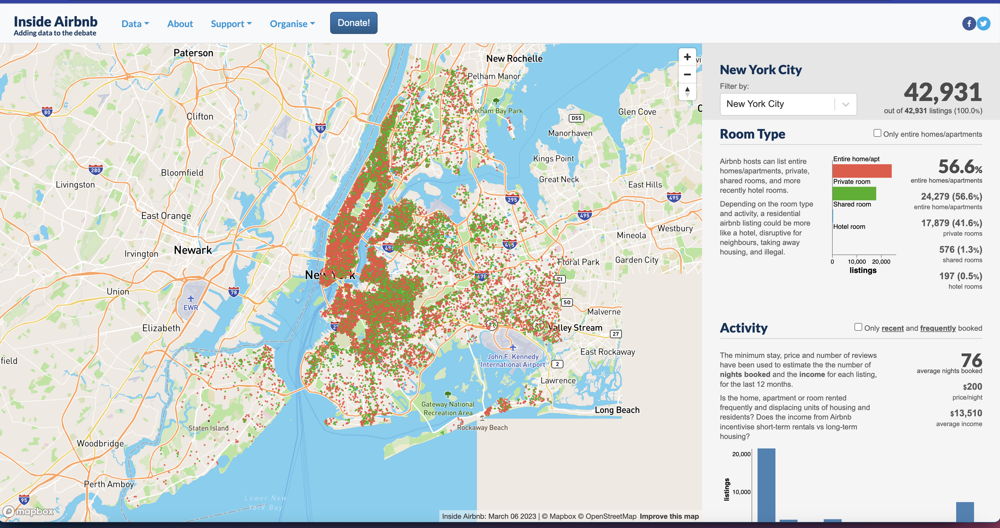 Inside Airbnb
Adding data to the debate
Data
About
Support
Organise
Donate!
Paterson
New Rochelle
Pelham Manor
80
Clifton
Pelham Bay Park
Glen Cove
95
D55
Manorhaven
Kings Point
280
Bloomfield
Livingston
Great Neck
East Hills
295
495
East Orange
495
Westbury
Mineola
Newark
Irvington
495
Floral Park
Garden City
New York
CI
Union
78
SO
EWR
Malverne
Elizabeth
Valley Stream
27
East Rockaway
field
John F. Kennedy
International Airport
2
Lawrence
Gateway National
Recreation Area
Long Beach
Staten Island
Rockaway Beach
Woodbridge
Perth Amboy
95
Lower New
York Bay
mapbox
Inside Airbnb: March 06 2023 | © Mapbox © OpenStreetMap Improve this map
New York City
Filter by:
New York City
42,931
out of 42,931 listings (100.0%)
Room Type
Only entire homes/apartments
Airbnb hosts can list entire
homes/apartments, private,
shared rooms, and more
recently hotel rooms.
Depending on the room type
and activity, a residential
airbnb listing could be more
like a hotel, disruptive for
neighbours, taking away
housing, and illegal.
Entire home/apt
Private room
Shared room
Hotel room
0 10,000 20,000
listings
56.6%
entire homes/apartments
24,279 (56.6%)
entire home/apartments
17,879 (41.6%)
private rooms
576 (1.3%)
shared rooms
197 (0.5%)
hotel rooms
Activity
Only recent and frequently booked
The minimum stay, price and number of reviews
have been used to estimate the the number of
nights booked and the income for each listing,
for the last 12 months.
Is the home, apartment or room rented
frequently and displacing units of housing and
residents? Does the income from Airbnb
incentivise short-term rentals vs long-term
housing?
76
average nights booked
$200
price/night
$13,510
average income
20,000
10,000
listings